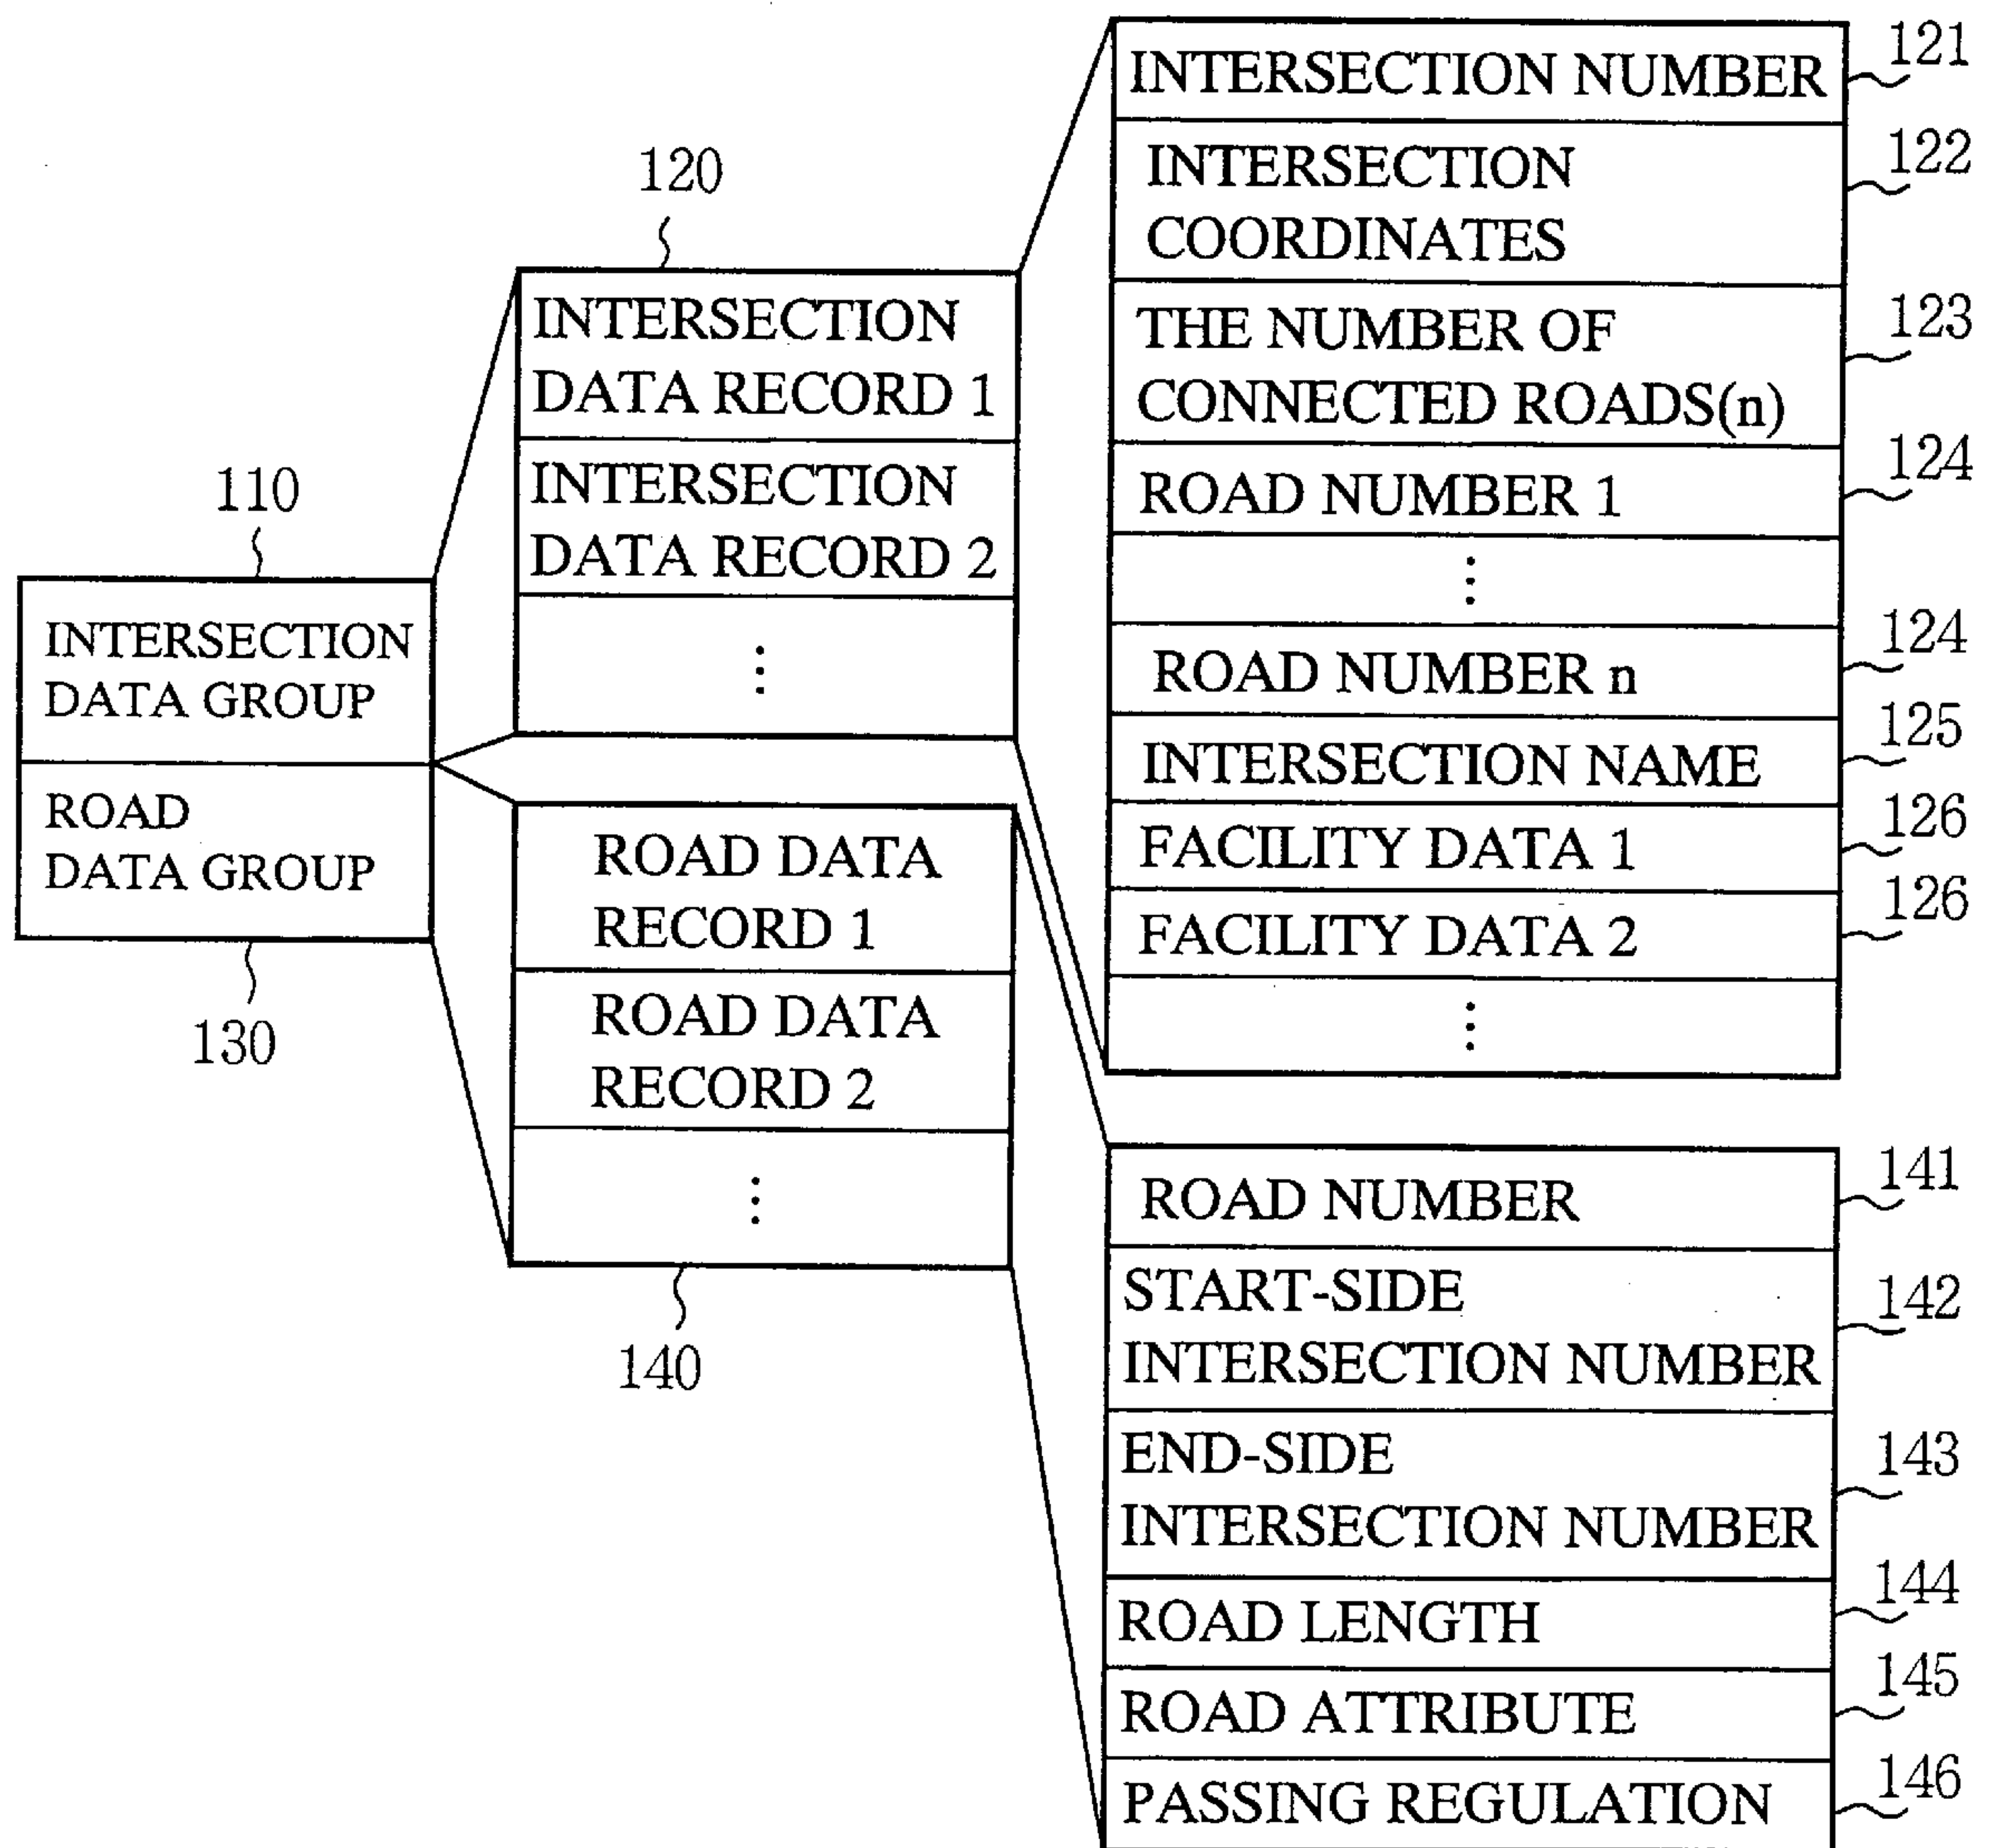 110
INTERSECTION
DATA GROUP
ROAD
DATA GROUP
130
120
INTERSECTION
DATA RECORD 1
INTERSECTION
DATA RECORD 2
⋮
ROAD DATA
RECORD 1
ROAD DATA
RECORD 2
⋮
140
INTERSECTION NUMBER 121
INTERSECTION
COORDINATES 122
THE NUMBER OF
CONNECTED ROADS(n) 123
ROAD NUMBER 1 124
⋮
ROAD NUMBER n 124
INTERSECTION NAME 125
FACILITY DATA 1 126
FACILITY DATA 2 126
⋮
ROAD NUMBER 141
START-SIDE
INTERSECTION NUMBER 142
END-SIDE
INTERSECTION NUMBER 143
ROAD LENGTH 144
ROAD ATTRIBUTE 145
PASSING REGULATION 146